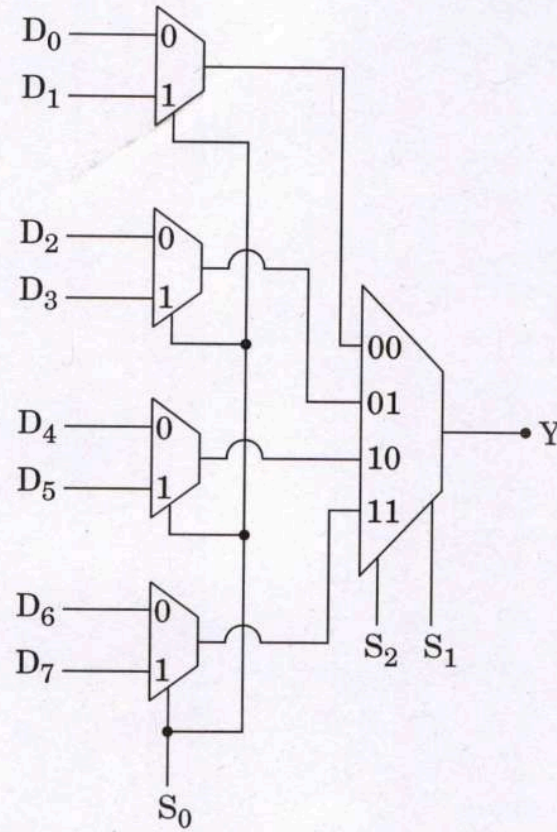 D₀ 0
D₁ 1
D₂ 0
D₃ 1
00
01
Y
D₄ 0
10
D₅ 1
11
D₆ 0
S₂ S₁
D₇ 1
S₀